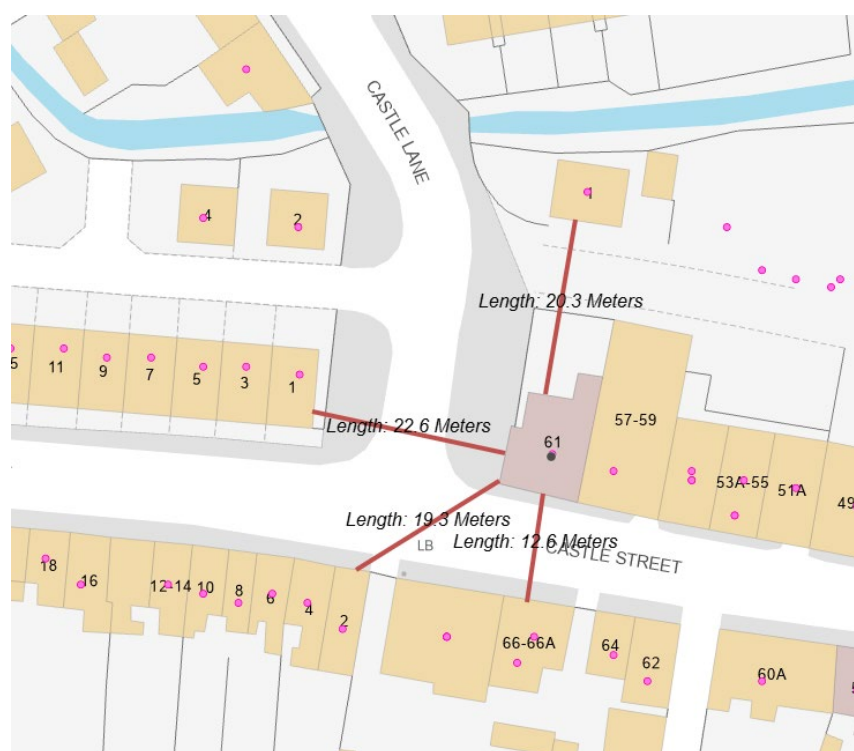 CASTLE LANE
1
4
2
Length: 20.3 Meters
5
11
9
7
5
3
1
Length: 22.6 Meters
61
57-59
53A-55
51A
49
Length: 19.3 Meters
LB
Length: 12.6 Meters
CASTLE STREET
18
16
12-14
10
8
6
4
2
66-66A
64
62
60A
5